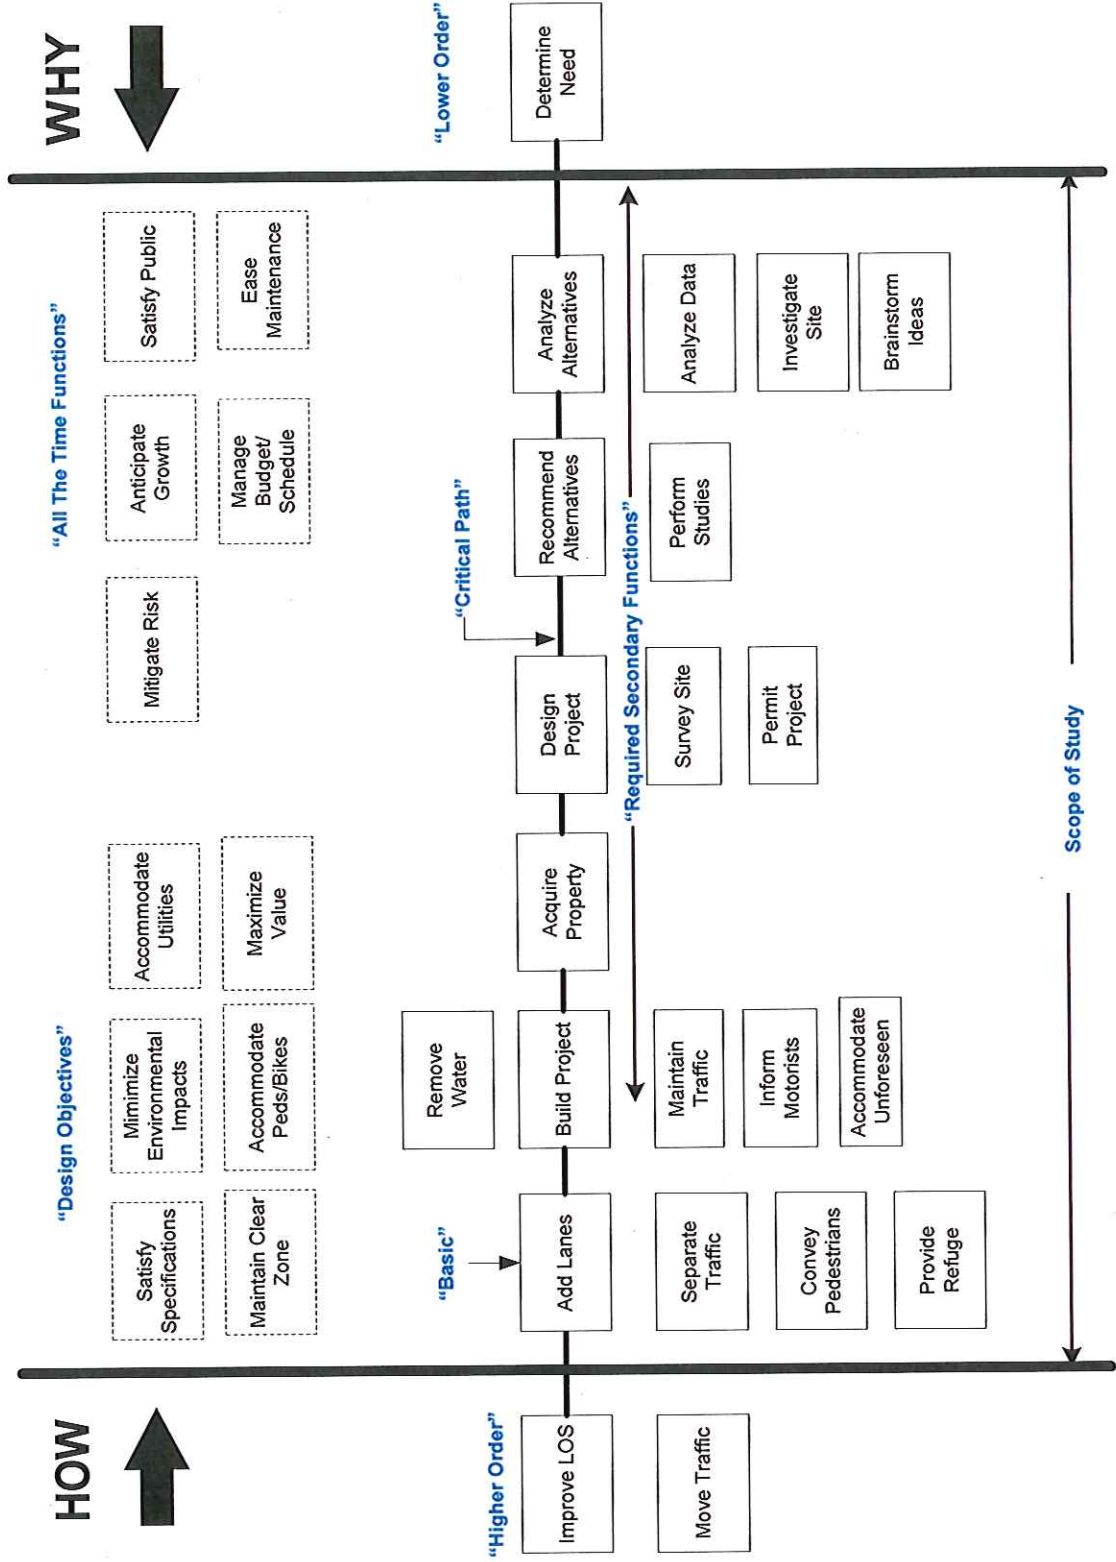 HOW
WHY
“Design Objectives”
“All The Time Functions”
Satisfy
Specifications
Mimimize
Environmental
Impacts
Accommodate
Utilities
Mitigate Risk
Anticipate
Growth
Satisfy Public
Maintain Clear
Zone
Accommodate
Peds/Bikes
Maximize
Value
Manage
Budget/
Schedule
Ease
Maintenance
“Higher Order”
“Basic”
Remove
Water
“Critical Path”
“Lower Order”
Improve LOS
Add Lanes
Build Project
Acquire
Property
Design
Project
Recommend
Alternatives
Analyze
Alternatives
Determine
Need
“Required Secondary Functions”
Move Traffic
Separate
Traffic
Maintain
Traffic
Survey Site
Perform
Studies
Analyze Data
Convey
Pedestrians
Inform
Motorists
Permit
Project
Investigate
Site
Provide
Refuge
Accommodate
Unforeseen
Brainstorm
Ideas
Scope of Study